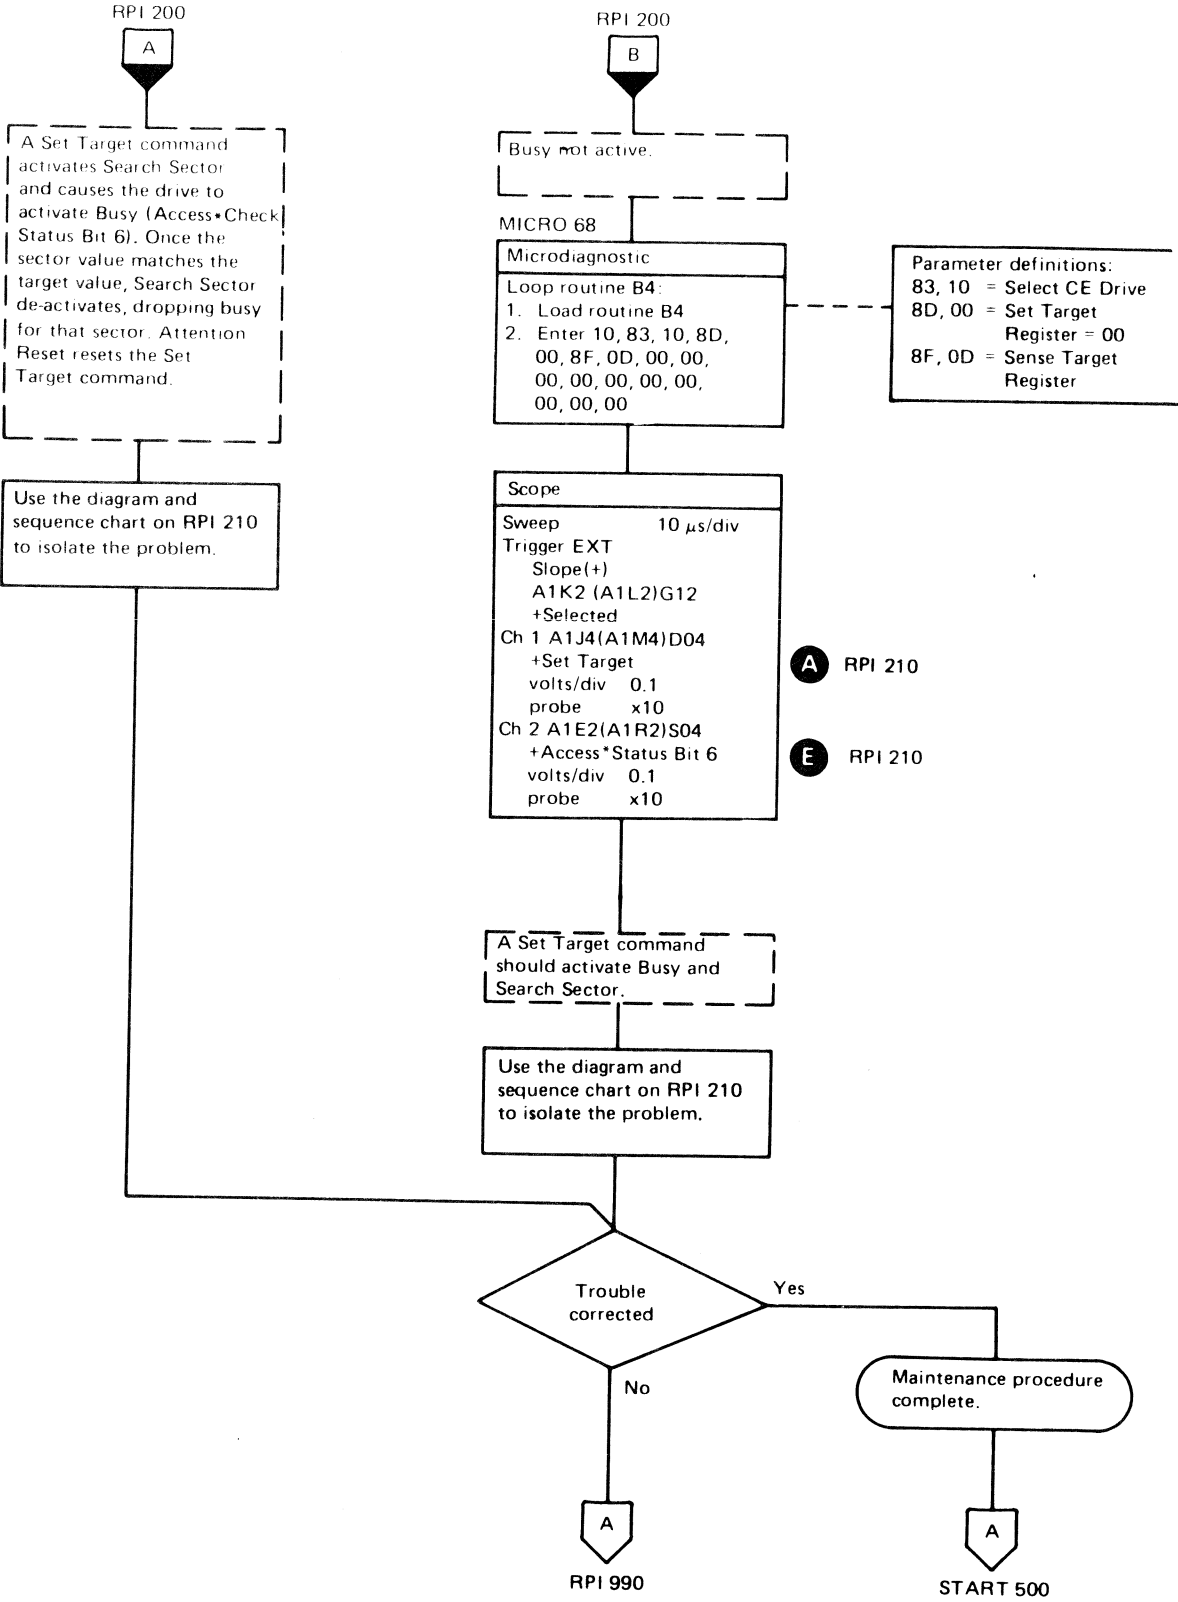 RPI 200
A
A Set Target command
activates Search Sector
and causes the drive to
activate Busy (Access*Check
Status Bit 6). Once the
sector value matches the
target value, Search Sector
de-activates, dropping busy
for that sector. Attention
Reset resets the Set
Target command.
Use the diagram and
sequence chart on RPI 210
to isolate the problem.
RPI 200
B
Busy not active.
MICRO 68
Microdiagnostic
Loop routine B4:
1. Load routine B4
2. Enter 10, 83, 10, 8D,
00, 8F, 0D, 00, 00,
00, 00, 00, 00, 00,
00, 00, 00
Parameter definitions:
83, 10 = Select CE Drive
8D, 00 = Set Target
Register = 00
8F, 0D = Sense Target
Register
Scope
Sweep 10 μs/div
Trigger EXT
Slope(+)
A1K2 (A1L2)G12
+Selected
Ch 1 A1J4(A1M4)D04
+Set Target
volts/div 0.1
probe x10
Ch 2 A1E2(A1R2)S04
+Access*Status Bit 6
volts/div 0.1
probe x10
A RPI 210
E RPI 210
A Set Target command
should activate Busy and
Search Sector.
Use the diagram and
sequence chart on RPI 210
to isolate the problem.
Trouble
corrected
Yes
No
Maintenance procedure
complete.
A
RPI 990
A
START 500